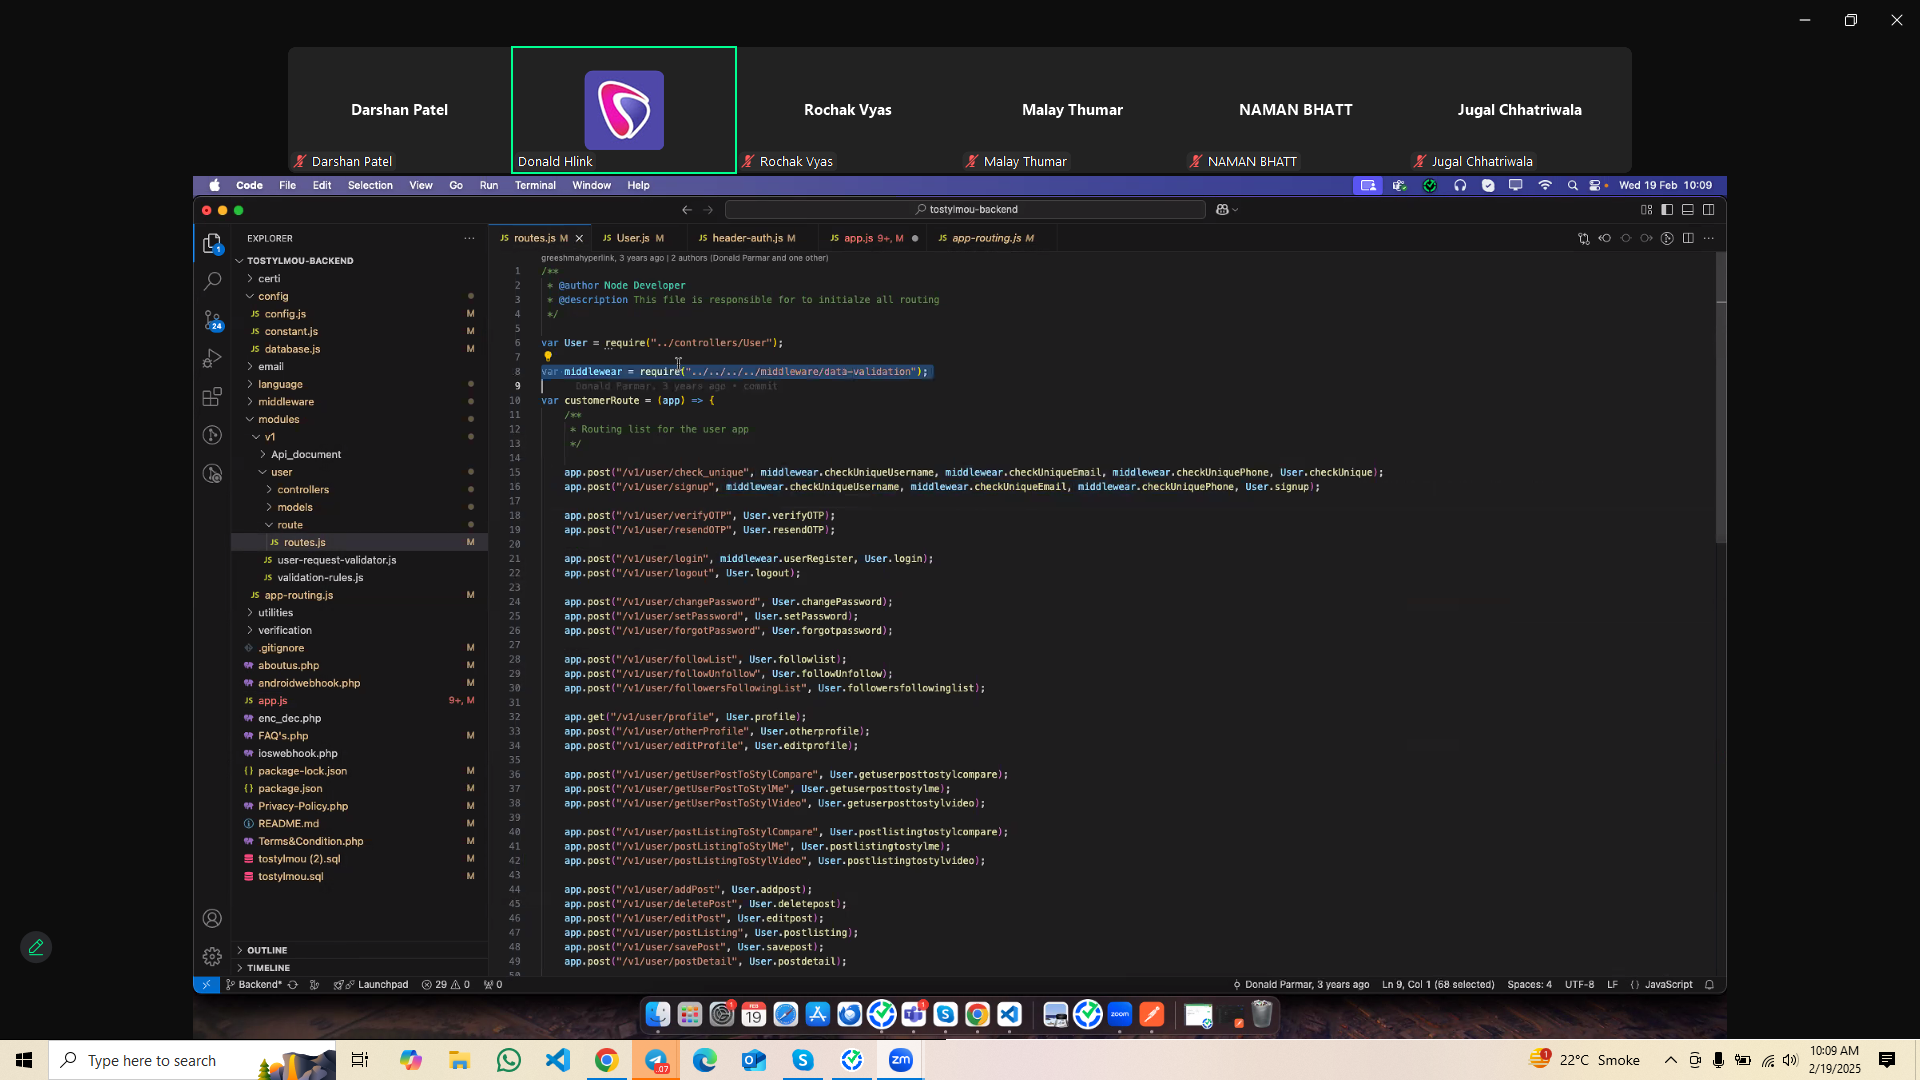 Darshan Patel
Rochak Vyas
Malay Thumar
NAMAN BHATT
Jugal Chhatriwala
Darshan Patel
Donald Hlink
Rochak Vyas
Malay Thumar
NAMAN BHATT
Jugal Chhatriwala
Code File Edit Selection View Go Run Terminal Window Help
Wed 19 Feb 10:09
tostylmou-backend
EXPLORER
routes.js M
User.js M
header-auth.js M
app.js 9+, M
app-routing.js M
TOSTYLMOU-BACKEND
certi
config
config.js M
constant.js M
database.js M
email
language
middleware
modules
v1
Api_document
user
controllers
models
route
routes.js M
user-request-validator.js
validation-rules.js
app-routing.js M
utilities
verification
.gitignore M
aboutus.php M
androidwebhook.php M
app.js 9+, M
enc_dec.php
FAQ's.php M
ioswebhook.php
package-lock.json M
package.json M
Privacy-Policy.php M
README.md M
Terms&Condition.php M
tostylmou (2).sql M
tostylmou.sql M
OUTLINE
TIMELINE
greeshmahyperlink, 3 years ago | 2 authors (Donald Parmar and one other)
1 /**
2 * @author Node Developer
3 * @description This file is responsible for to initialze all routing
4 */
5
6 var User = require("../controllers/User");
7
8 var middlewear = require("../../../../middleware/data-validation");
9 Donald Parmar, 3 years ago • commit
10 var customerRoute = (app) => {
11 /**
12 * Routing list for the user app
13 */
14
15 app.post("/v1/user/check_unique", middlewear.checkUniqueUsername, middlewear.checkUniqueEmail, middlewear.checkUniquePhone, User.checkUnique);
16 app.post("/v1/user/signup", middlewear.checkUniqueUsername, middlewear.checkUniqueEmail, middlewear.checkUniquePhone, User.signup);
17
18 app.post("/v1/user/verifyOTP", User.verifyOTP);
19 app.post("/v1/user/resendOTP", User.resendOTP);
20
21 app.post("/v1/user/login", middlewear.userRegister, User.login);
22 app.post("/v1/user/logout", User.logout);
23
24 app.post("/v1/user/changePassword", User.changePassword);
25 app.post("/v1/user/setPassword", User.setPassword);
26 app.post("/v1/user/forgotPassword", User.forgotpassword);
27
28 app.post("/v1/user/followList", User.followlist);
29 app.post("/v1/user/followUnfollow", User.followUnfollow);
30 app.post("/v1/user/followersFollowingList", User.followersfollowinglist);
31
32 app.get("/v1/user/profile", User.profile);
33 app.post("/v1/user/otherProfile", User.otherprofile);
34 app.post("/v1/user/editProfile", User.editprofile);
35
36 app.post("/v1/user/getUserPostToStylCompare", User.getuserposttostylcompare);
37 app.post("/v1/user/getUserPostToStylMe", User.getuserposttostylme);
38 app.post("/v1/user/getUserPostToStylVideo", User.getuserposttostylvideo);
39
40 app.post("/v1/user/postListingToStylCompare", User.postlistingtostylcompare);
41 app.post("/v1/user/postListingToStylMe", User.postlistingtostylme);
42 app.post("/v1/user/postListingToStylVideo", User.postlistingtostylvideo);
43
44 app.post("/v1/user/addPost", User.addpost);
45 app.post("/v1/user/deletePost", User.deletepost);
46 app.post("/v1/user/editPost", User.editpost);
47 app.post("/v1/user/postListing", User.postlisting);
48 app.post("/v1/user/savePost", User.savepost);
49 app.post("/v1/user/postDetail", User.postdetail);
1
24
Backend* Launchpad 29 0 0
Donald Parmar, 3 years ago Ln 9, Col 1 (68 selected) Spaces: 4 UTF-8 LF {} JavaScript
FEB
19
zoom
Type here to search
.07
zm
1
22°C Smoke
10:09 AM
2/19/2025